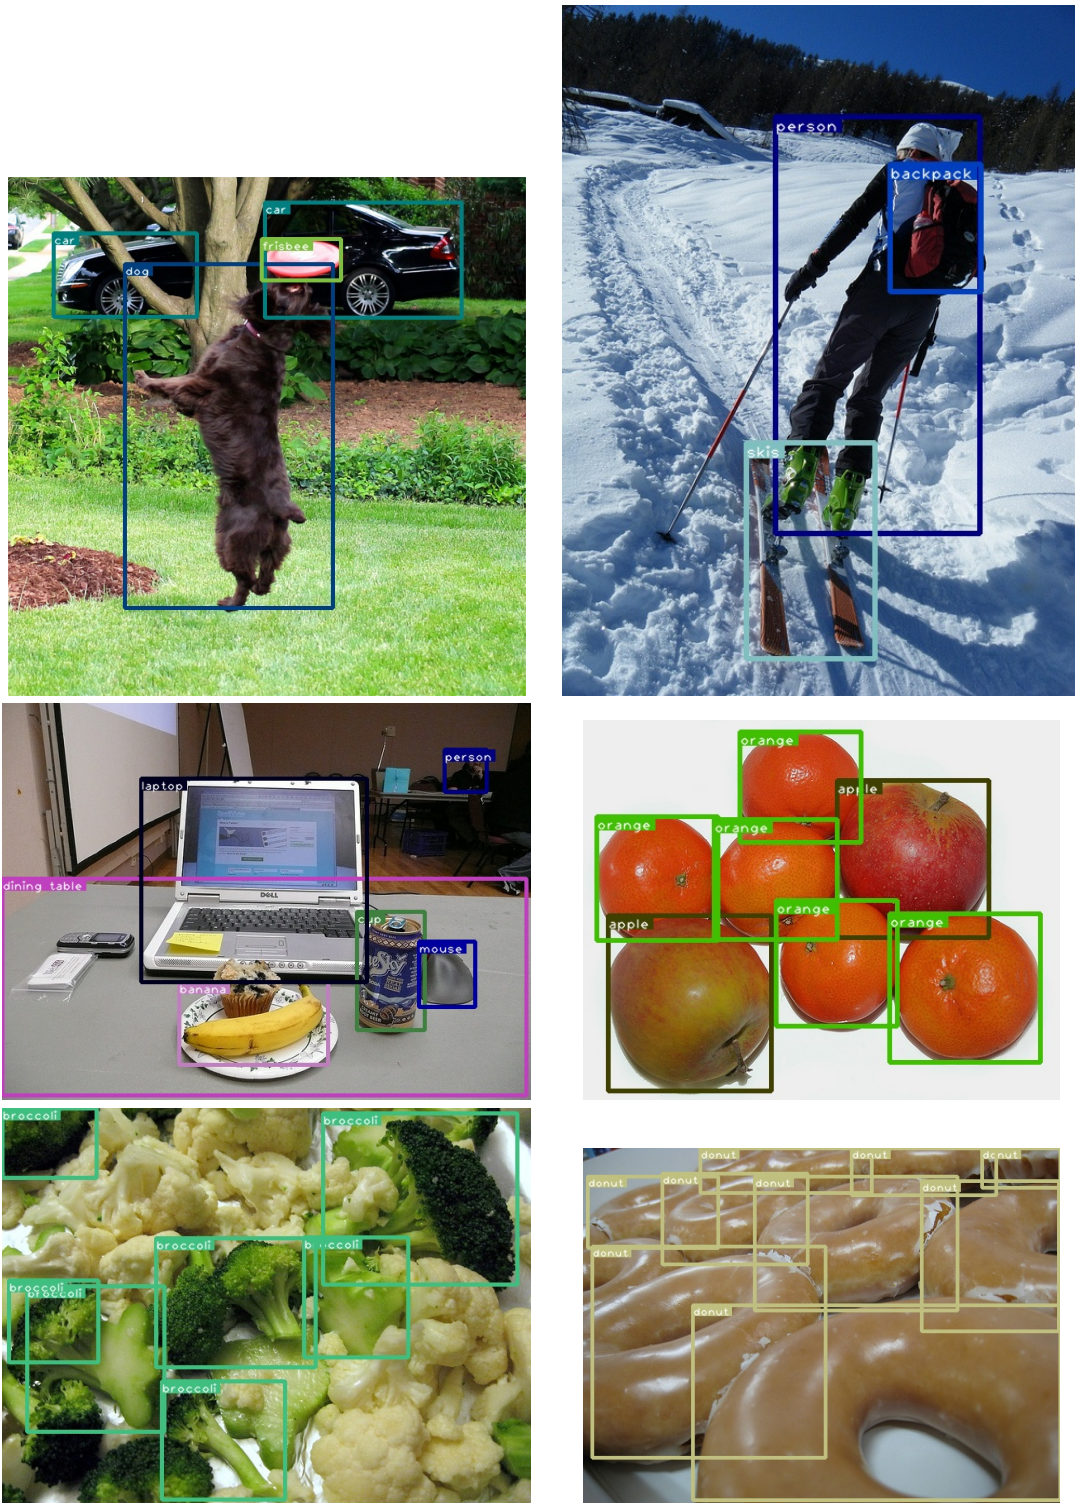 car
car
frisbee
dog
person
backpack
skis
person
laptop
DELL
dining table
cup
mouse
banana
orange
apple
orange
orange
orange
apple
orange
broccoli
broccoli
broccoli
broccoli
broccoli
broccoli
broccoli
donut
donut
donut
donut
donut
donut
donut
donut
donut